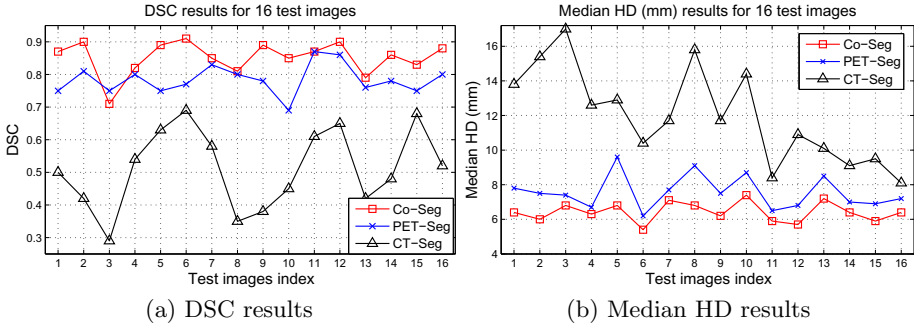 DSC results for 16 test images
0.9
0.8
0.7
0.6
0.5
0.4
0.3
DSC
Co-Seg
PET-Seg
CT-Seg
1 2 3 4 5 6 7 8 9 10 11 12 13 14 15 16
Test images index
(a) DSC results
Median HD (mm) results for 16 test images
16
14
12
10
8
6
4
Median HD (mm)
Co-Seg
PET-Seg
CT-Seg
1 2 3 4 5 6 7 8 9 10 11 12 13 14 15 16
Test images index
(b) Median HD results